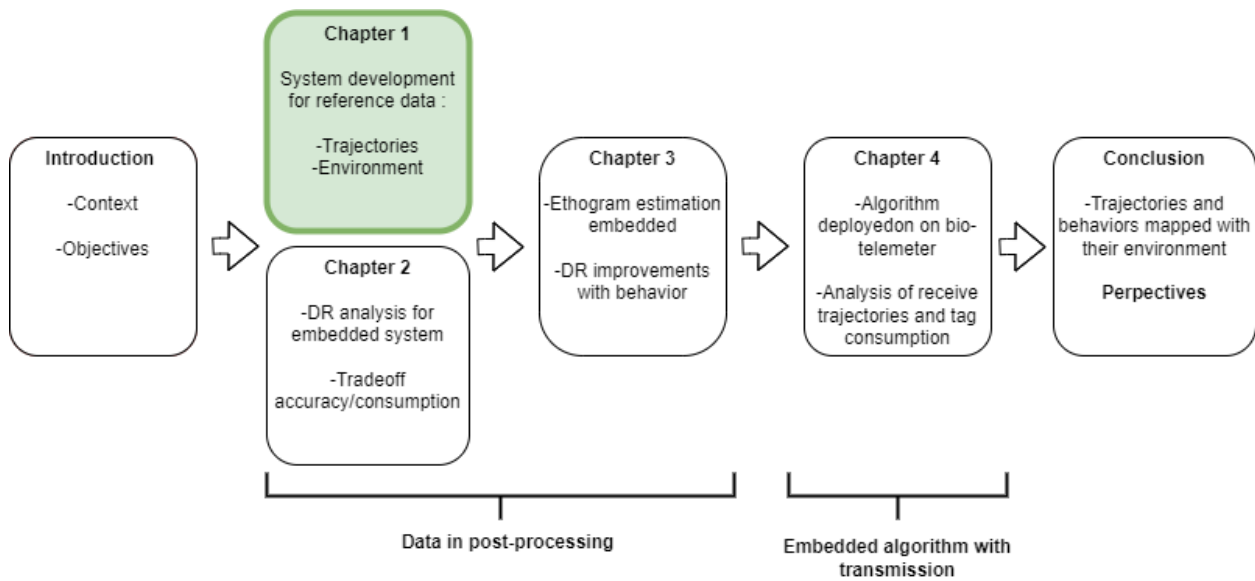 Introduction
-Context
-Objectives
Chapter 1
System development
for reference data :
-Trajectories
-Environment
Chapter 2
-DR analysis for
embedded system
-Tradeoff
accuracy/consumption
Chapter 3
-Ethogram estimation
embedded
-DR improvements
with behavior
Chapter 4
-Algorithm
deployedon on bio-
telemeter
-Analysis of receive
trajectories and tag
consumption
Conclusion
-Trajectories and
behaviors mapped with
their environment
Perpectives
Data in post-processing
Embedded algorithm with
transmission